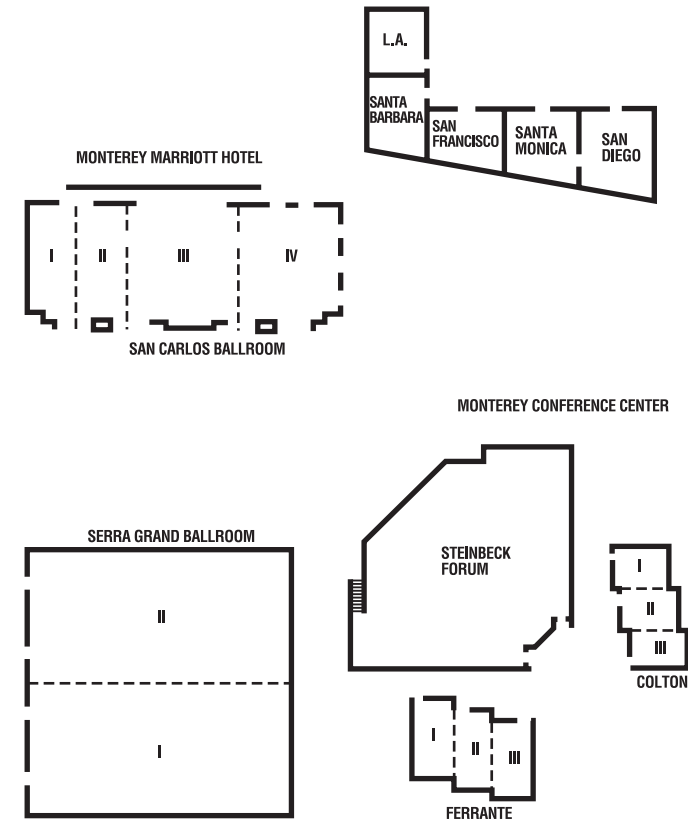 L.A.
SANTA
BARBARA
SAN
FRANCISCO
SANTA
MONICA
SAN
DIEGO
MONTEREY MARRIOTT HOTEL
I
II
III
IV
SAN CARLOS BALLROOM
MONTEREY CONFERENCE CENTER
SERRA GRAND BALLROOM
II
I
STEINBECK
FORUM
I
II
III
COLTON
I
II
III
FERRANTE